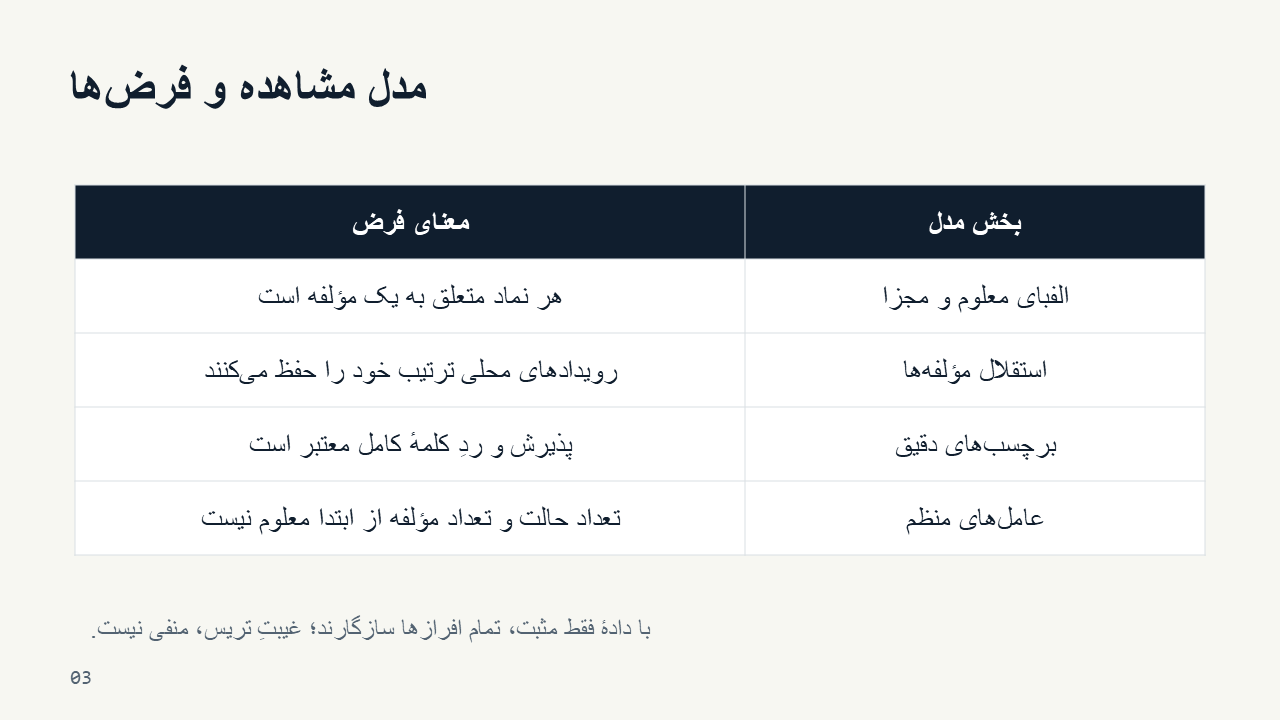 مدل مشاهده و فرض‌ها
بخش مدل
معنای فرض
الفبای معلوم و مجزا
هر نماد متعلق به یک مؤلفه است
استقلال مؤلفه‌ها
رویدادهای محلی ترتیب خود را حفظ می‌کنند
برچسب‌های دقیق
پذیرش و ردِ کلمهٔ کامل معتبر است
عامل‌های منظم
تعداد حالت و تعداد مؤلفه از ابتدا معلوم نیست
با دادهٔ فقط مثبت، تمام افرازها سازگارند؛ غیبتِ تریس، منفی نیست.
03